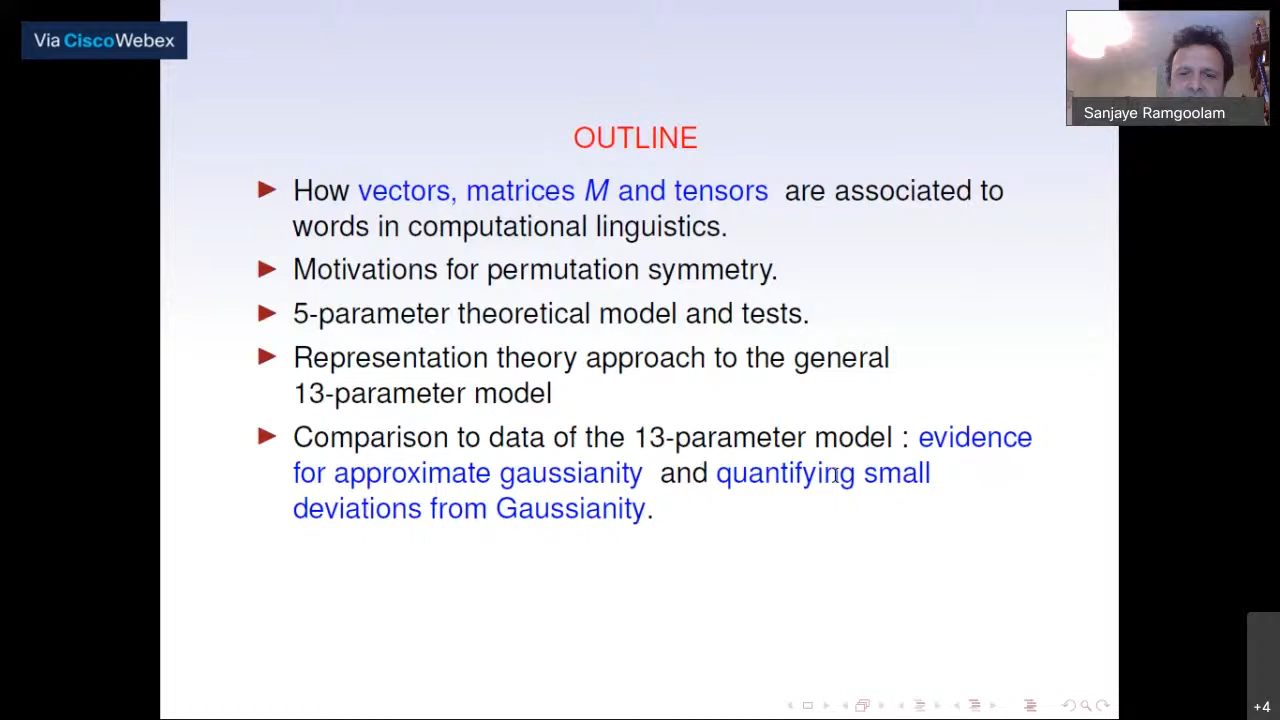 Via CiscoWebex
Sanjaye Ramgoolam
OUTLINE
How vectors, matrices M and tensors are associated to
words in computational linguistics.
Motivations for permutation symmetry.
5-parameter theoretical model and tests.
Representation theory approach to the general
13-parameter model
Comparison to data of the 13-parameter model : evidence
for approximate gaussianity and quantifying small
deviations from Gaussianity.
+4